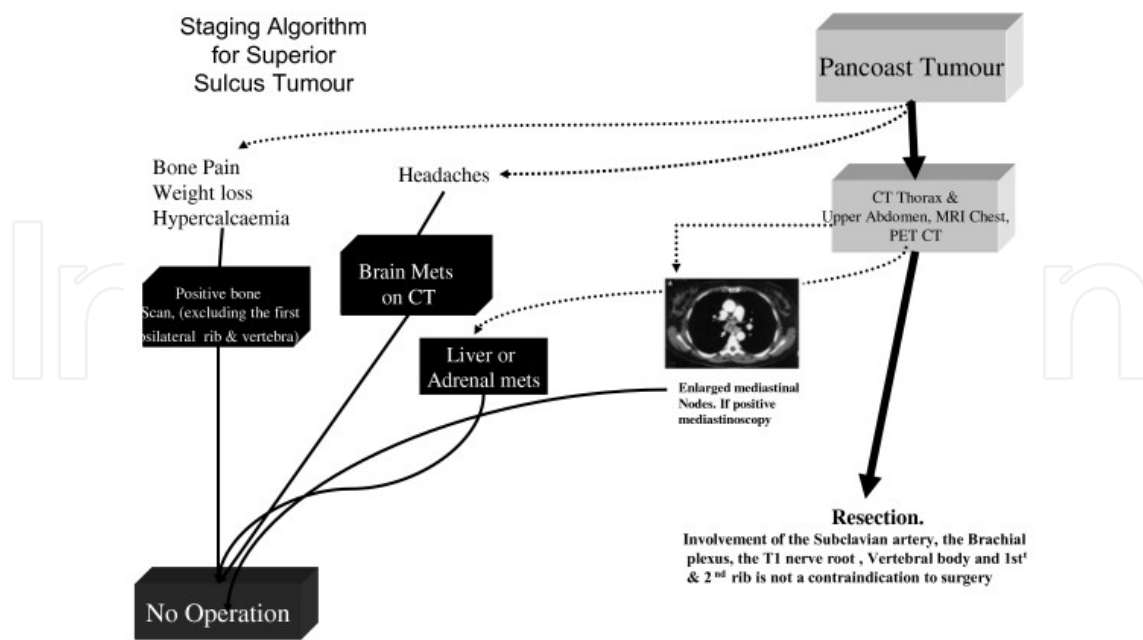 Staging Algorithm
for Superior
Sulcus Tumour
Pancoast Tumour
Bone Pain
Weight loss
Hypercalcaemia
Headaches
CT Thorax &
Upper Abdomen, MRI Chest,
PET CT
Positive bone
Scan, (excluding the first
psilateral rib & vertebra)
Brain Mets
on CT
Liver or
Adrenal mets
Enlarged mediastinal
Nodes. If positive
mediastinoscopy
Resection.
Involvement of the Subclavian artery, the Brachial
plexus, the T1 nerve root , Vertebral body and 1st
& 2 nd rib is not a contraindication to surgery
No Operation